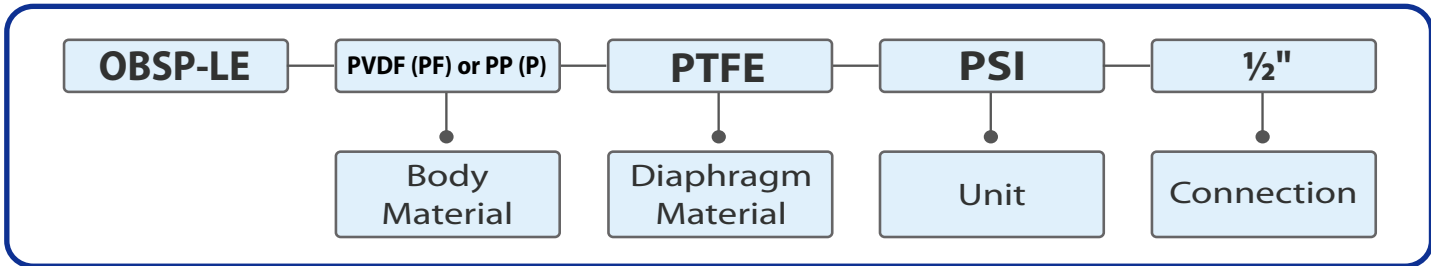 OBSP-LE
PVDF (PF) or PP (P)
PTFE
PSI
½"
Body
Material
Diaphragm
Material
Unit
Connection